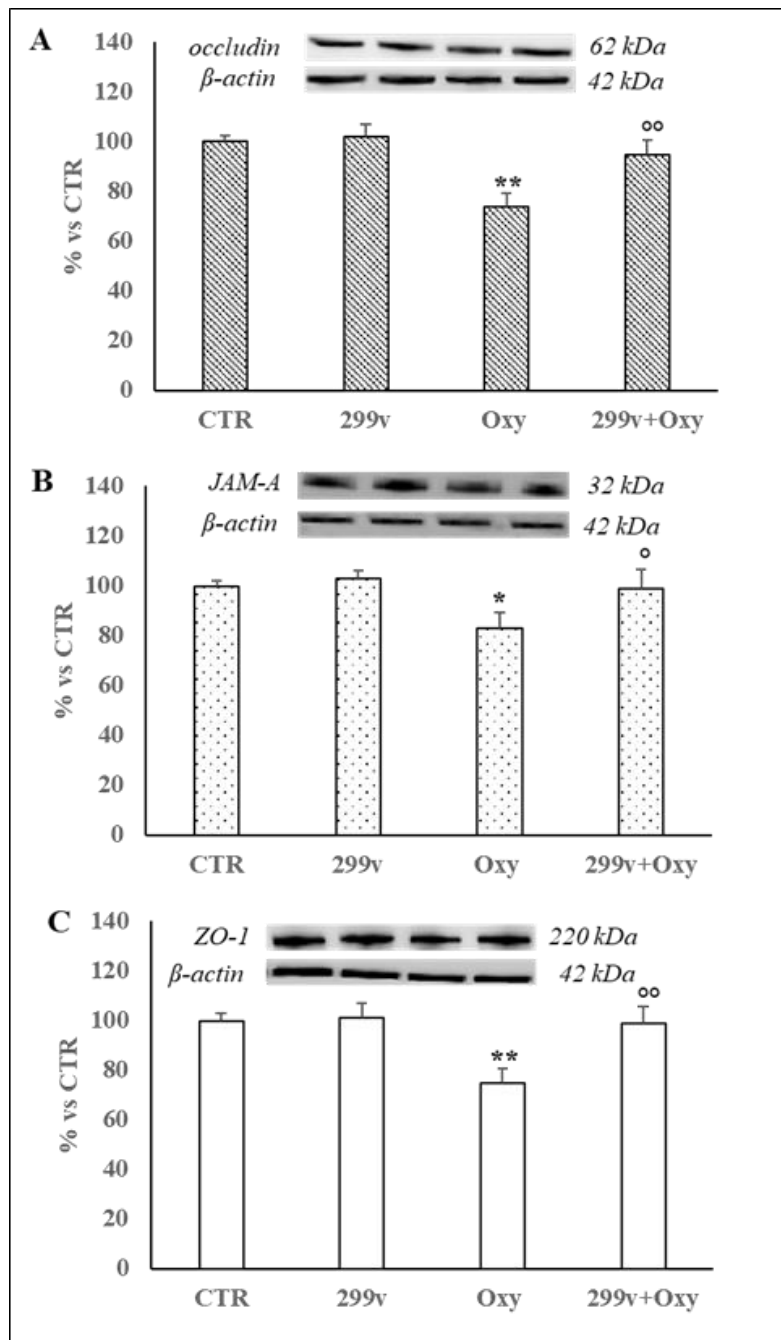 A
occludin 62 kDa
β-actin 42 kDa
140
120
100
80
60
40
20
0
% vs CTR
**
°°
CTR 299v Oxy 299v+Oxy
B
JAM-A 32 kDa
β-actin 42 kDa
140
120
100
80
60
40
20
0
% vs CTR
*
°
CTR 299v Oxy 299v+Oxy
C
ZO-1 220 kDa
β-actin 42 kDa
140
120
100
80
60
40
20
0
% vs CTR
**
°°
CTR 299v Oxy 299v+Oxy